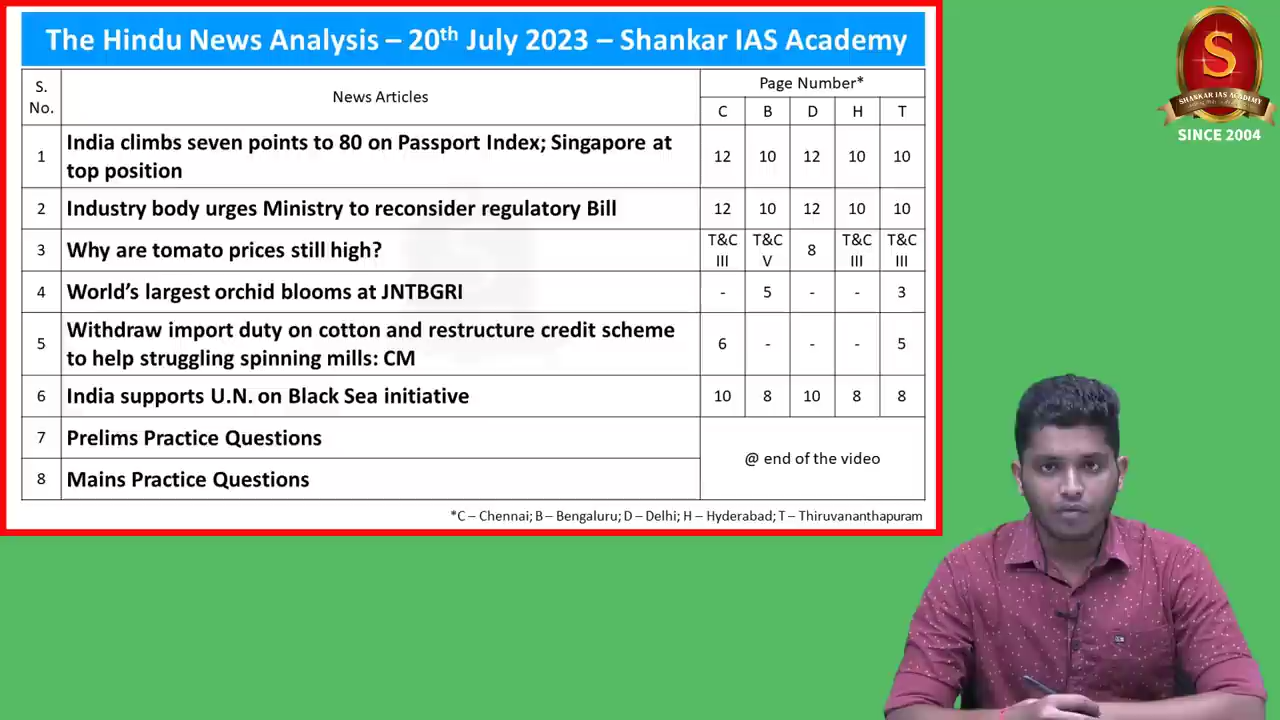 The Hindu News Analysis – 20th July 2023 – Shankar IAS Academy
S. No. News Articles Page Number*
C B D H T
1 India climbs seven points to 80 on Passport Index; Singapore at top position 12 10 12 10 10
2 Industry body urges Ministry to reconsider regulatory Bill 12 10 12 10 10
3 Why are tomato prices still high? T&C III T&C V 8 T&C III T&C III
4 World’s largest orchid blooms at JNTBGRI - 5 - - 3
5 Withdraw import duty on cotton and restructure credit scheme to help struggling spinning mills: CM 6 - - - 5
6 India supports U.N. on Black Sea initiative 10 8 10 8 8
7 Prelims Practice Questions
8 Mains Practice Questions
@ end of the video
*C – Chennai; B – Bengaluru; D – Delhi; H – Hyderabad; T – Thiruvananthapuram
S
SHANKAR IAS ACADEMY
SINCE 2004